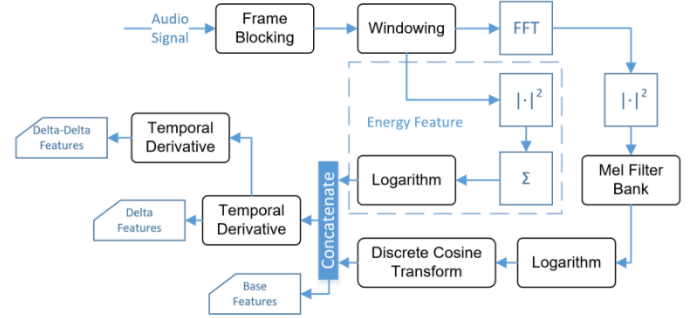 Audio
Signal
Frame
Blocking
Windowing
FFT
|·|²
|·|²
Energy Feature
Delta-Delta
Features
Temporal
Derivative
Logarithm
Σ
Mel Filter
Bank
Concatenate
Delta
Features
Temporal
Derivative
Discrete Cosine
Transform
Logarithm
Base
Features